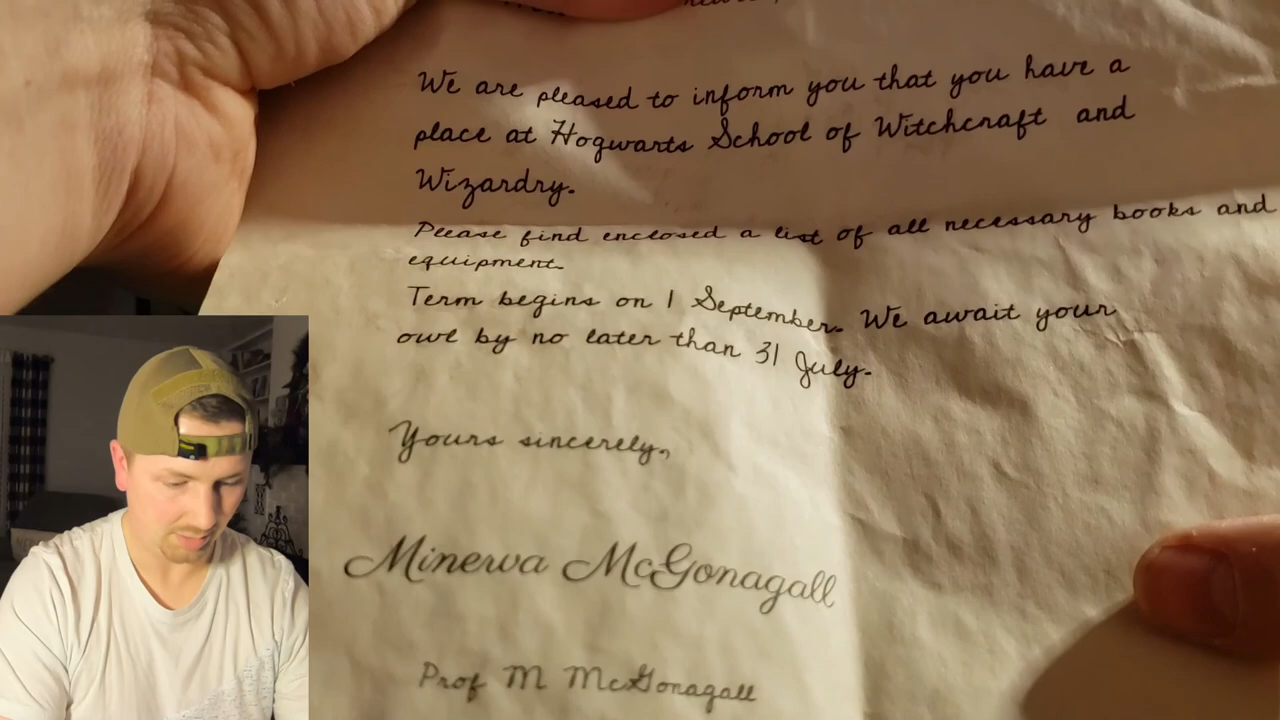 We are pleased to inform you that you have a
place at Hogwarts School of Witchcraft and
Wizardry.
Please find enclosed a list of all necessary books and
equipment.
Term begins on 1 September. We await your
owl by no later than 31 July.
Yours sincerely,
Minerva McGonagall
Prof M McGonagall